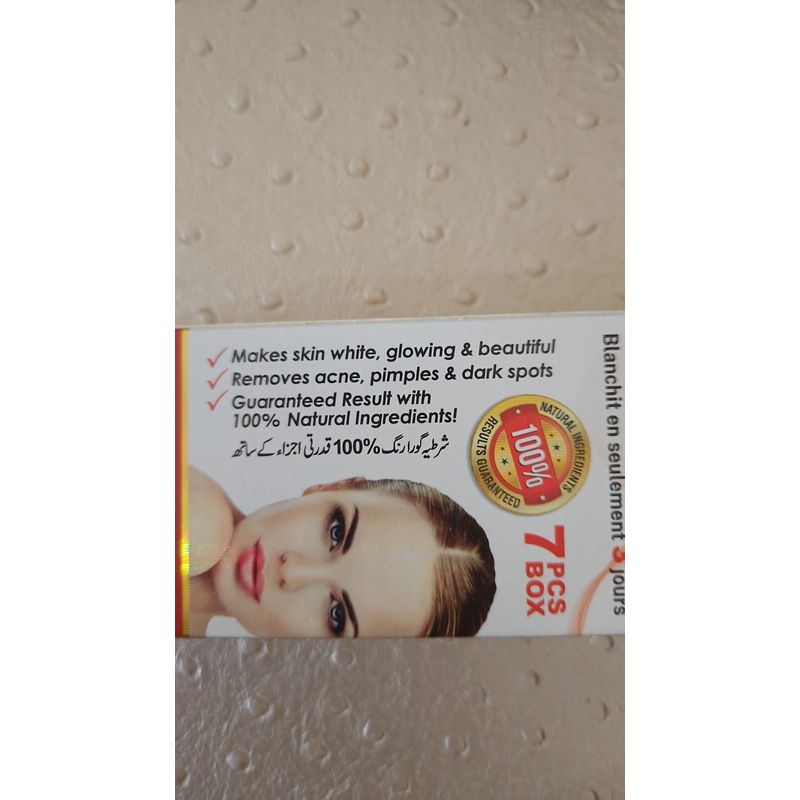 Makes skin white, glowing & beautiful
Removes acne, pimples & dark spots
Guaranteed Result with
100% Natural Ingredients!
شرطیہ گورا رنگ 100% قدرتی اجزاء کے ساتھ
NATURAL INGREDIENTS
100%
RESULTS GUARANTEED
7 PCS
BOX
Blanchit en seulement 3 jours